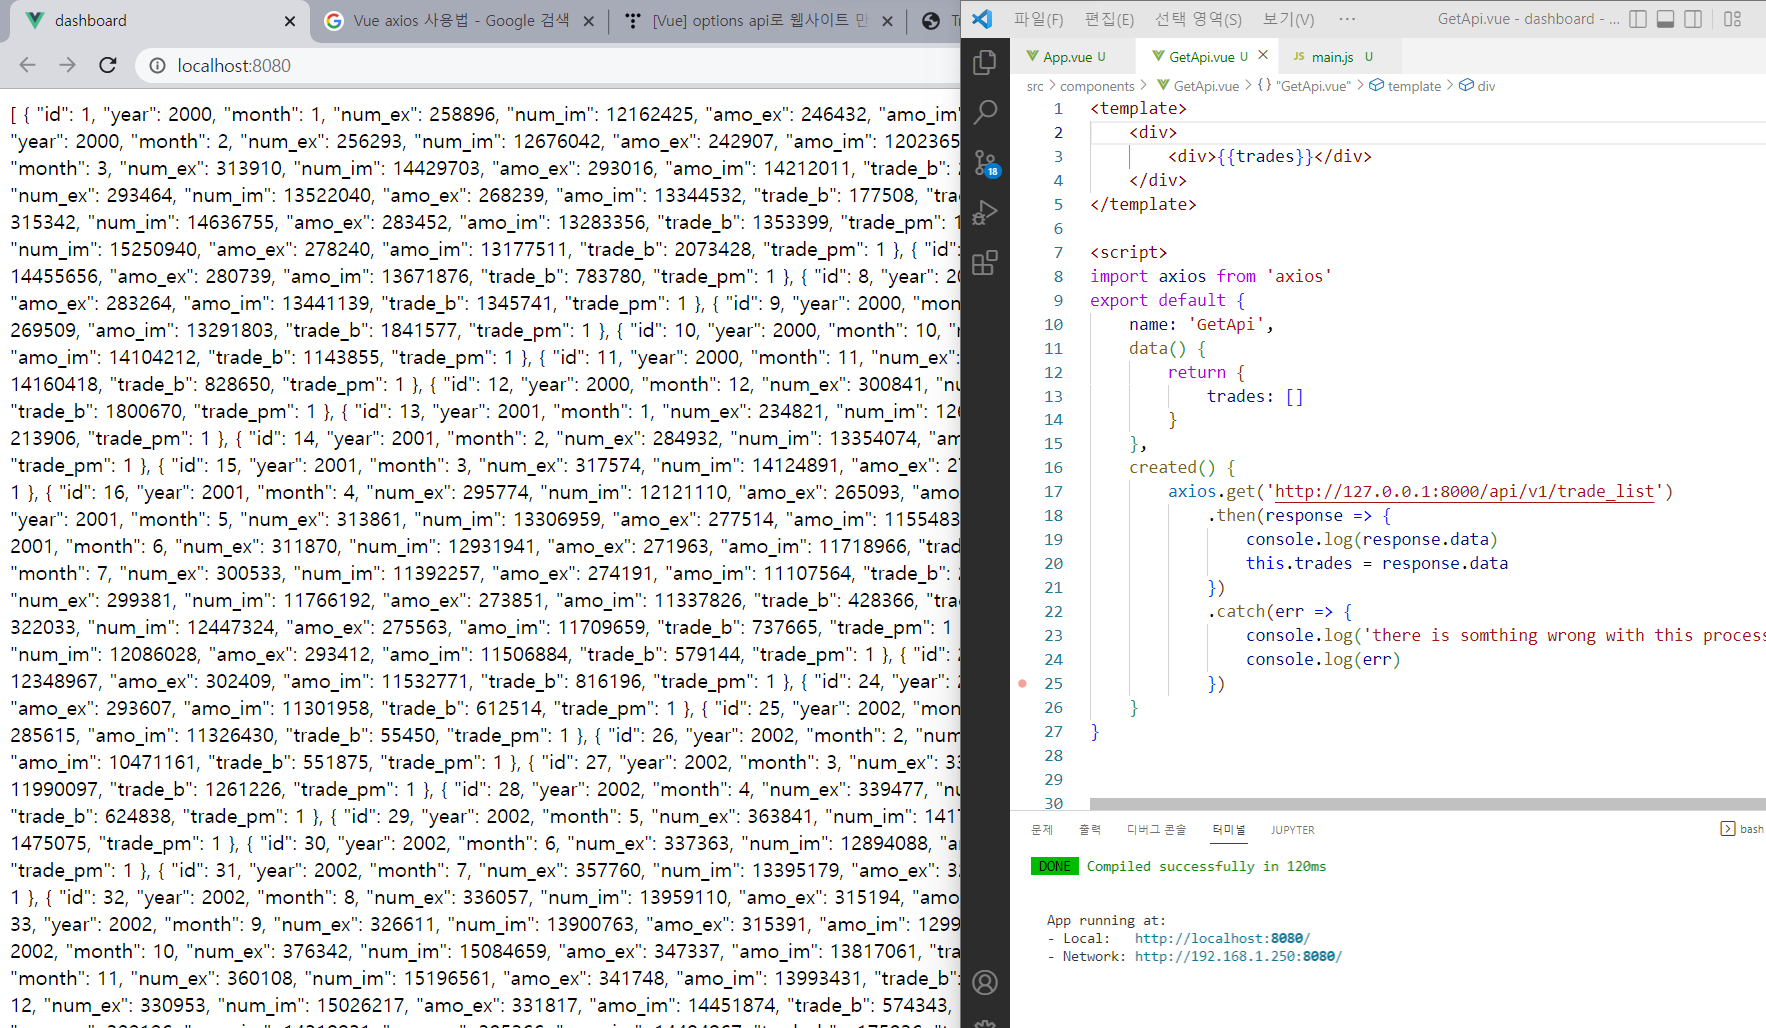 dashboard
Vue axios 사용법 - Google 검색
[Vue] options api로 웹사이트 만
localhost:8080
[ { "id": 1, "year": 2000, "month": 1, "num_ex": 258896, "num_im": 12162425, "amo_ex": 246432, "amo_im"
"year": 2000, "month": 2, "num_ex": 256293, "num_im": 12676042, "amo_ex": 242907, "amo_im": 1202365
"month": 3, "num_ex": 313910, "num_im": 14429703, "amo_ex": 293016, "amo_im": 14212011, "trade_b":
"num_ex": 293464, "num_im": 13522040, "amo_ex": 268239, "amo_im": 13344532, "trade_b": 177508, "trade
315342, "num_im": 14636755, "amo_ex": 283452, "amo_im": 13283356, "trade_b": 1353399, "trade_pm": 1
"num_im": 15250940, "amo_ex": 278240, "amo_im": 13177511, "trade_b": 2073428, "trade_pm": 1 }, { "id":
14455656, "amo_ex": 280739, "amo_im": 13671876, "trade_b": 783780, "trade_pm": 1 }, { "id": 8, "year": 20
"amo_ex": 283264, "amo_im": 13441139, "trade_b": 1345741, "trade_pm": 1 }, { "id": 9, "year": 2000, "mon
269509, "amo_im": 13291803, "trade_b": 1841577, "trade_pm": 1 }, { "id": 10, "year": 2000, "month": 10,
"amo_im": 14104212, "trade_b": 1143855, "trade_pm": 1 }, { "id": 11, "year": 2000, "month": 11, "num_ex":
14160418, "trade_b": 828650, "trade_pm": 1 }, { "id": 12, "year": 2000, "month": 12, "num_ex": 300841, "nu
"trade_b": 1800670, "trade_pm": 1 }, { "id": 13, "year": 2001, "month": 1, "num_ex": 234821, "num_im": 126
213906, "trade_pm": 1 }, { "id": 14, "year": 2001, "month": 2, "num_ex": 284932, "num_im": 13354074, "am
"trade_pm": 1 }, { "id": 15, "year": 2001, "month": 3, "num_ex": 317574, "num_im": 14124891, "amo_ex": 27
1 }, { "id": 16, "year": 2001, "month": 4, "num_ex": 295774, "num_im": 12121110, "amo_ex": 265093, "amo
"year": 2001, "month": 5, "num_ex": 313861, "num_im": 13306959, "amo_ex": 277514, "amo_im": 1155483
2001, "month": 6, "num_ex": 311870, "num_im": 12931941, "amo_ex": 271963, "amo_im": 11718966, "trad
"month": 7, "num_ex": 300533, "num_im": 11392257, "amo_ex": 274191, "amo_im": 11107564, "trade_b":
"num_ex": 299381, "num_im": 11766192, "amo_ex": 273851, "amo_im": 11337826, "trade_b": 428366, "trad
322033, "num_im": 12447324, "amo_ex": 275563, "amo_im": 11709659, "trade_b": 737665, "trade_pm": 1
"num_im": 12086028, "amo_ex": 293412, "amo_im": 11506884, "trade_b": 579144, "trade_pm": 1 }, { "id": 2
12348967, "amo_ex": 302409, "amo_im": 11532771, "trade_b": 816196, "trade_pm": 1 }, { "id": 24, "year":
"amo_ex": 293607, "amo_im": 11301958, "trade_b": 612514, "trade_pm": 1 }, { "id": 25, "year": 2002, "mon
285615, "amo_im": 11326430, "trade_b": 55450, "trade_pm": 1 }, { "id": 26, "year": 2002, "month": 2, "num
"amo_im": 10471161, "trade_b": 551875, "trade_pm": 1 }, { "id": 27, "year": 2002, "month": 3, "num_ex": 33
11990097, "trade_b": 1261226, "trade_pm": 1 }, { "id": 28, "year": 2002, "month": 4, "num_ex": 339477, "nu
"trade_b": 624838, "trade_pm": 1 }, { "id": 29, "year": 2002, "month": 5, "num_ex": 363841, "num_im": 1417
1475075, "trade_pm": 1 }, { "id": 30, "year": 2002, "month": 6, "num_ex": 337363, "num_im": 12894088, "a
"trade_pm": 1 }, { "id": 31, "year": 2002, "month": 7, "num_ex": 357760, "num_im": 13395179, "amo_ex": 32
1 }, { "id": 32, "year": 2002, "month": 8, "num_ex": 336057, "num_im": 13959110, "amo_ex": 315194, "amo
33, "year": 2002, "month": 9, "num_ex": 326611, "num_im": 13900763, "amo_ex": 315391, "amo_im": 1299
2002, "month": 10, "num_ex": 376342, "num_im": 15084659, "amo_ex": 347337, "amo_im": 13817061, "tra
"month": 11, "num_ex": 360108, "num_im": 15196561, "amo_ex": 341748, "amo_im": 13993431, "trade_b":
12, "num_ex": 330953, "num_im": 15026217, "amo_ex": 331817, "amo_im": 14451874, "trade_b": 574343,
파일(F) 편집(E) 선택 영역(S) 보기(V) ··· GetApi.vue - dashboard - ...
App.vue U GetApi.vue U JS main.js U
src > components > GetApi.vue > {} "GetApi.vue" > template > div
18
1 <template>
2 <div>
3 <div>{{trades}}</div>
4 </div>
5 </template>
6
7 <script>
8 import axios from 'axios'
9 export default {
10 name: 'GetApi',
11 data() {
12 return {
13 trades: []
14 }
15 },
16 created() {
17 axios.get('http://127.0.0.1:8000/api/v1/trade_list')
18 .then(response => {
19 console.log(response.data)
20 this.trades = response.data
21 })
22 .catch(err => {
23 console.log('there is somthing wrong with this process
24 console.log(err)
25 })
26 }
27 }
28
29
30
문제 출력 디버그 콘솔 터미널 JUPYTER
bash
DONE Compiled successfully in 120ms
App running at:
- Local: http://localhost:8080/
- Network: http://192.168.1.250:8080/